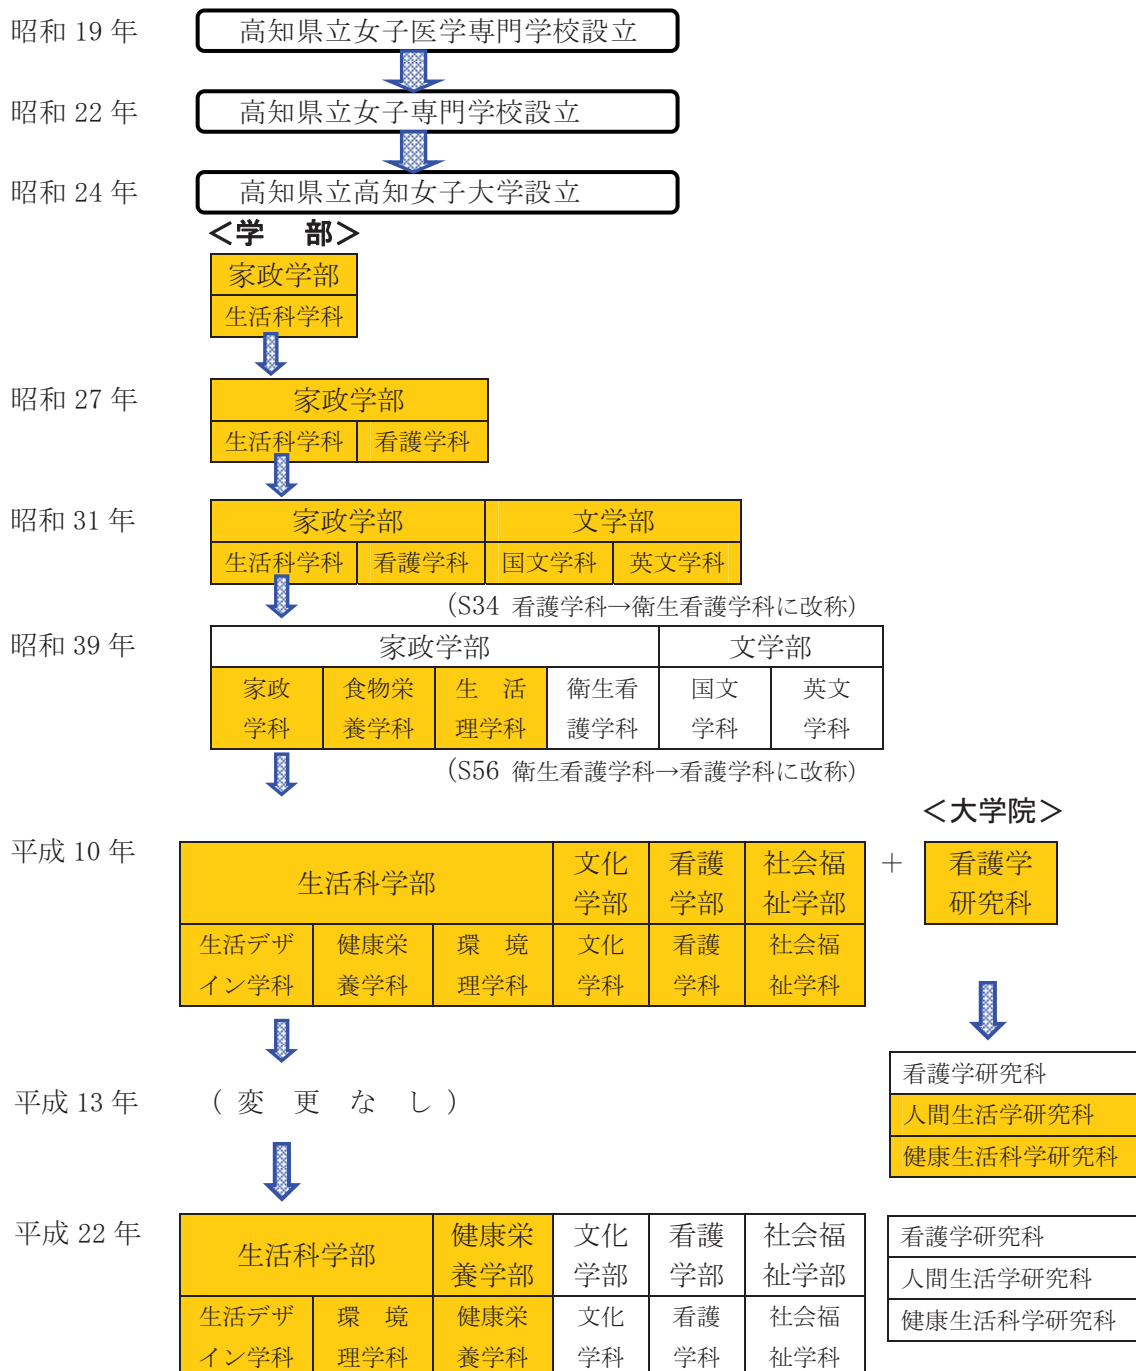 昭和 19 年 高知県立女子医学専門学校設立
昭和 22 年 高知県立女子専門学校設立
昭和 24 年 高知県立高知女子大学設立
＜学　部＞
家政学部
生活科学科
昭和 27 年 家政学部
生活科学科 看護学科
昭和 31 年 家政学部 文学部
生活科学科 看護学科 国文学科 英文学科
(S34 看護学科→衛生看護学科に改称)
昭和 39 年 家政学部 文学部
家政 食物栄 生　活 衛生看 国文 英文
学科 養学科 理学科 護学科 学科 学科
(S56 衛生看護学科→看護学科に改称)
＜大学院＞
平成 10 年 生活科学部 文化 看護 社会福 ＋ 看護学
学部 学部 祉学部 研究科
生活デザ 健康栄 環　境 文化 看護 社会福
イン学科 養学科 理学科 学科 学科 祉学科
看護学研究科
平成 13 年 （ 変　更　な　し ） 人間生活学研究科
健康生活科学研究科
平成 22 年 生活科学部 健康栄 文化 看護 社会福 看護学研究科
養学部 学部 学部 祉学部 人間生活学研究科
生活デザ 環　境 健康栄 文化 看護 社会福 健康生活科学研究科
イン学科 理学科 養学科 学科 学科 祉学科